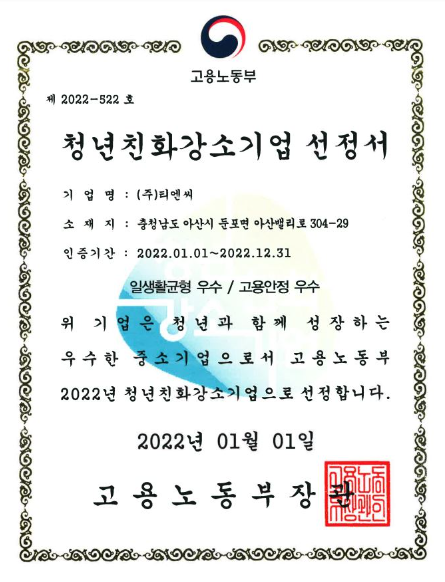 고용노동부
제 2022-522 호
청년친화강소기업 선정서
기 업 명 : (주)티엔씨
소 재 지 : 충청남도 아산시 둔포면 아산밸리로 304-29
인증기간 : 2022.01.01~2022.12.31
일생활균형 우수 / 고용안정 우수
위 기업은 청년과 함께 성장하는
우수한 중소기업으로서 고용노동부
2022년 청년친화강소기업으로 선정합니다.
2022년 01월 01일
고용노동부장관